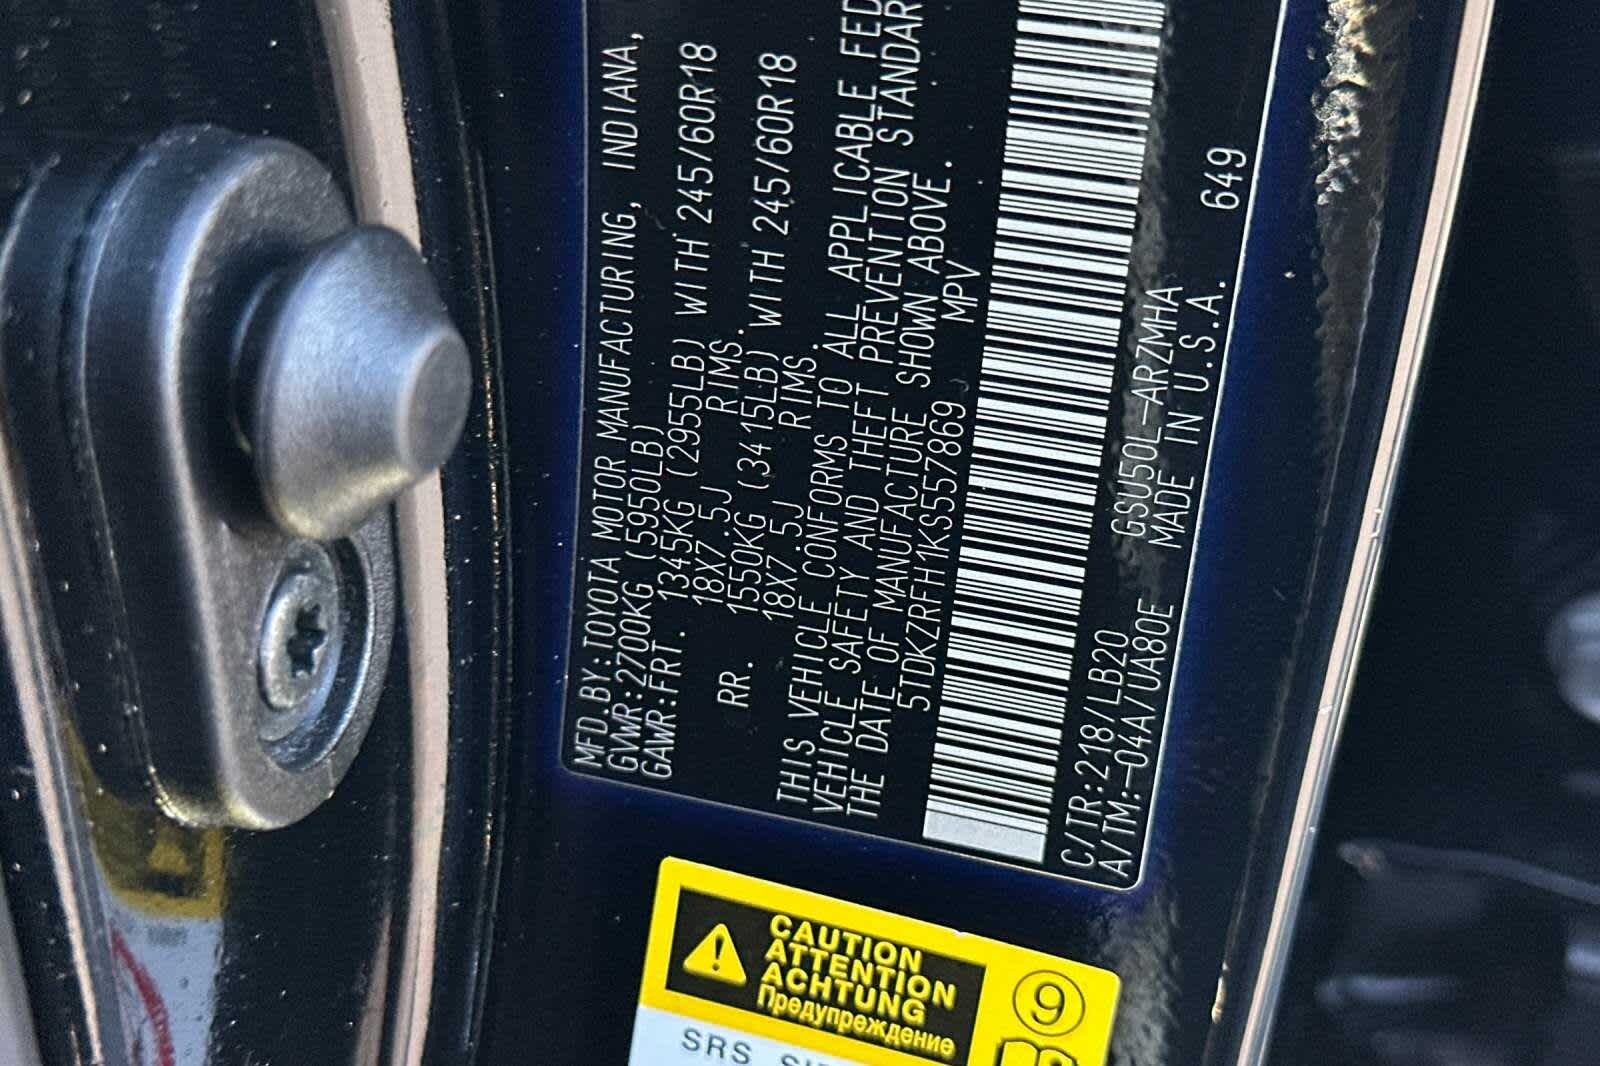 MFD.BY:TOYOTA MOTOR MANUFACTURING, INDIANA,
GVWR:2700KG (5950LB)
GAWR:FRT. 1345KG (2955LB) WITH 245/60R18
18X7.5J RIMS.
RR. 1550KG (3415LB) WITH 245/60R18
18X7.5J RIMS.
THIS VEHICLE CONFORMS TO ALL APPLICABLE FED
VEHICLE SAFETY AND THEFT PREVENTION STANDAR
THE DATE OF MANUFACTURE SHOWN ABOVE.
5TDKZRFH1KS557869 MPV
C/TR:218/LB20 GSU50L-ARZMHA
A/TM:-04A/UA80E MADE IN U.S.A. 649
CAUTION
ATTENTION
ACHTUNG
Предупреждение
9
SRS